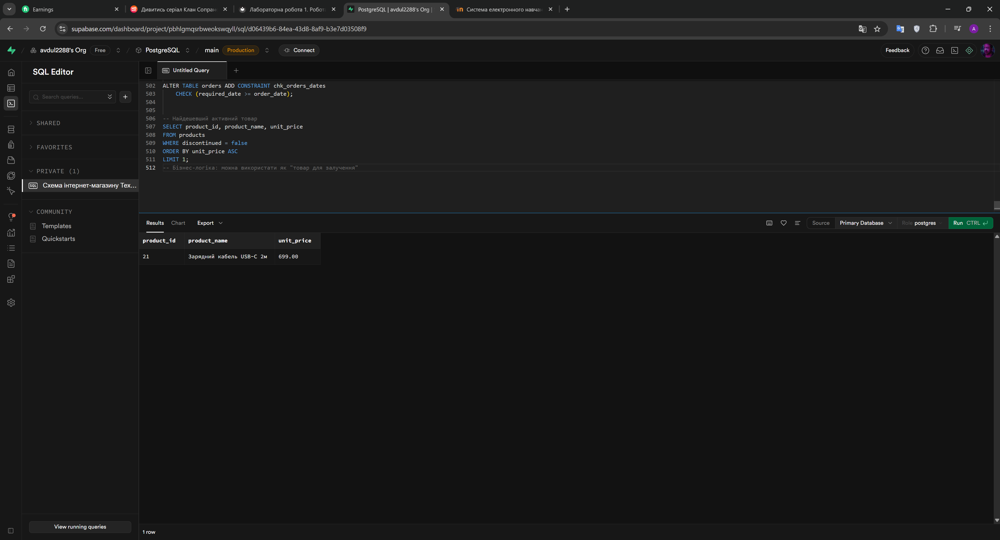 Earnings
Дивитись серіал Клан Сопран
Лабораторна робота 1. Робот
PostgreSQL | avdul2288's Org |
Система електронного навчан
supabase.com/dashboard/project/pbhlgmqsrbweokswqyll/sql/d06439b6-84ea-43d8-8af9-b3e7d03508f9
A
avdul2288's Org Free
PostgreSQL
main Production
Connect
Feedback
SQL Editor
Search queries...
SHARED
FAVORITES
PRIVATE (1)
SQL Схема інтернет-магазину Тех...
COMMUNITY
Templates
Quickstarts
View running queries
SQL Untitled Query
502 ALTER TABLE orders ADD CONSTRAINT chk_orders_dates
503 CHECK (required_date >= order_date);
504
505
506 -- Найдешевший активний товар
507 SELECT product_id, product_name, unit_price
508 FROM products
509 WHERE discontinued = false
510 ORDER BY unit_price ASC
511 LIMIT 1;
512 -- Бізнес-логіка: можна використати як "товар для залучення"
Results Chart Export
Source Primary Database Role postgres Run CTRL
product_id product_name unit_price
21 Зарядний кабель USB-C 2м 699.00
1 row